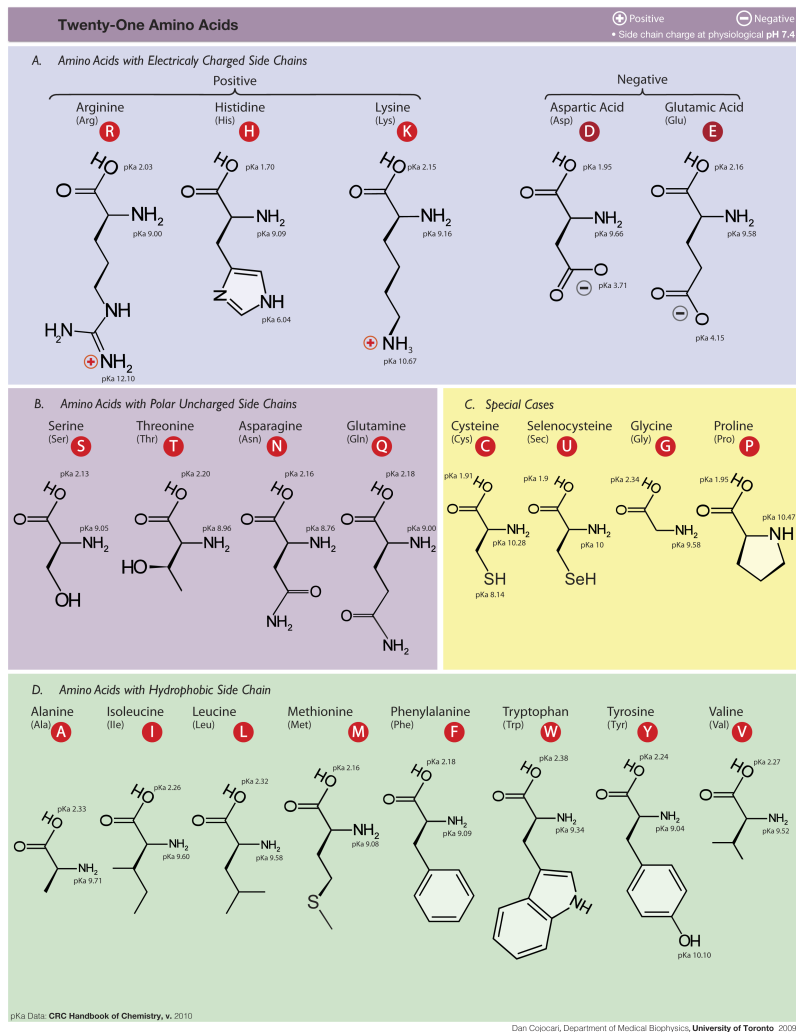 Twenty-One Amino Acids
+ Positive − Negative
• Side chain charge at physiological pH 7.4
A. Amino Acids with Electricaly Charged Side Chains
Positive
Negative
Arginine
(Arg) R
Histidine
(His) H
Lysine
(Lys) K
Aspartic Acid
(Asp) D
Glutamic Acid
(Glu) E
HO pKa 2.03
O
NH2
pKa 9.00
NH
H2N
+ NH2
pKa 12.10
HO pKa 1.70
O
NH2
pKa 9.09
N
NH
pKa 6.04
HO pKa 2.15
O
NH2
pKa 9.16
+ NH3
pKa 10.67
HO pKa 1.95
O
NH2
pKa 9.66
O
O
− pKa 3.71
HO pKa 2.16
O
NH2
pKa 9.58
O
− O
pKa 4.15
B. Amino Acids with Polar Uncharged Side Chains
Serine
(Ser) S
Threonine
(Thr) T
Asparagine
(Asn) N
Glutamine
(Gln) Q
pKa 2.13
HO
O
pKa 9.05
NH2
OH
pKa 2.20
HO
O
pKa 8.96
NH2
HO
pKa 2.16
HO
O
pKa 8.76
NH2
O
NH2
pKa 2.18
HO
O
pKa 9.00
NH2
O
NH2
C. Special Cases
Cysteine
(Cys) C
Selenocysteine
(Sec) U
Glycine
(Gly) G
Proline
(Pro) P
pKa 1.91
HO
O
NH2
pKa 10.28
SH
pKa 8.14
pKa 1.9
HO
O
NH2
pKa 10
SeH
pKa 2.34
HO
O
NH2
pKa 9.58
pKa 1.95
HO
O
pKa 10.47
NH
D. Amino Acids with Hydrophobic Side Chain
Alanine
(Ala) A
Isoleucine
(Ile) I
Leucine
(Leu) L
Methionine
(Met) M
Phenylalanine
(Phe) F
Tryptophan
(Trp) W
Tyrosine
(Tyr) Y
Valine
(Val) V
pKa 2.33
HO
O
NH2
pKa 9.71
pKa 2.26
HO
O
NH2
pKa 9.60
pKa 2.32
HO
O
NH2
pKa 9.58
pKa 2.16
HO
O
NH2
pKa 9.08
S
pKa 2.18
HO
O
NH2
pKa 9.09
pKa 2.38
HO
O
NH2
pKa 9.34
NH
pKa 2.24
HO
O
NH2
pKa 9.04
OH
pKa 10.10
pKa 2.27
HO
O
NH2
pKa 9.52
pKa Data: CRC Handbook of Chemistry, v. 2010
Dan Cojocari, Department of Medical Biophysics, University of Toronto 2009